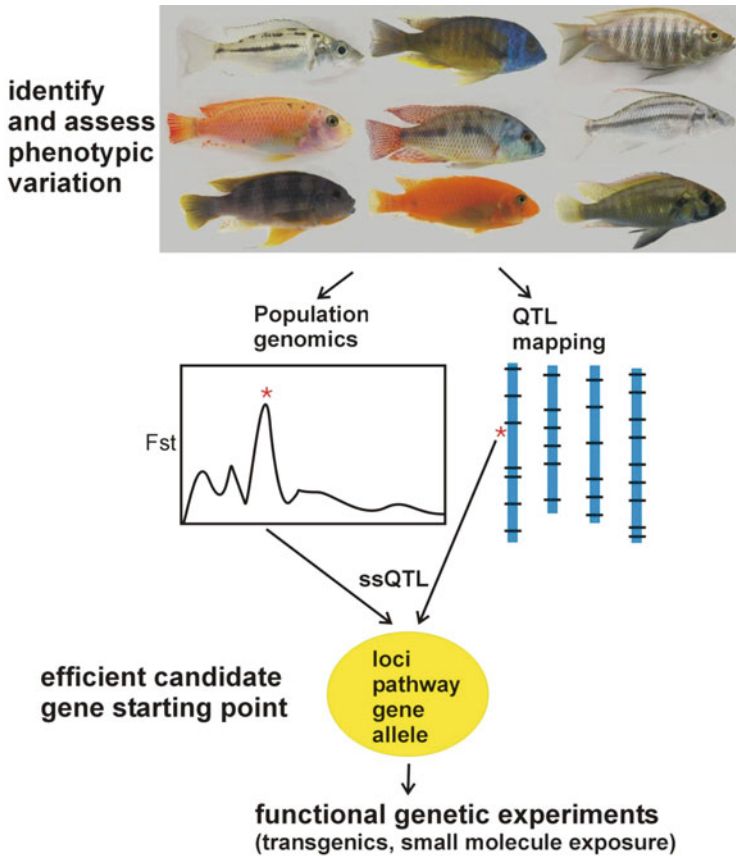 identify
and assess
phenotypic
variation
Population
genomics
QTL
mapping
*
Fst
*
ssQTL
efficient candidate
gene starting point
loci
pathway
gene
allele
functional genetic experiments
(transgenics, small molecule exposure)